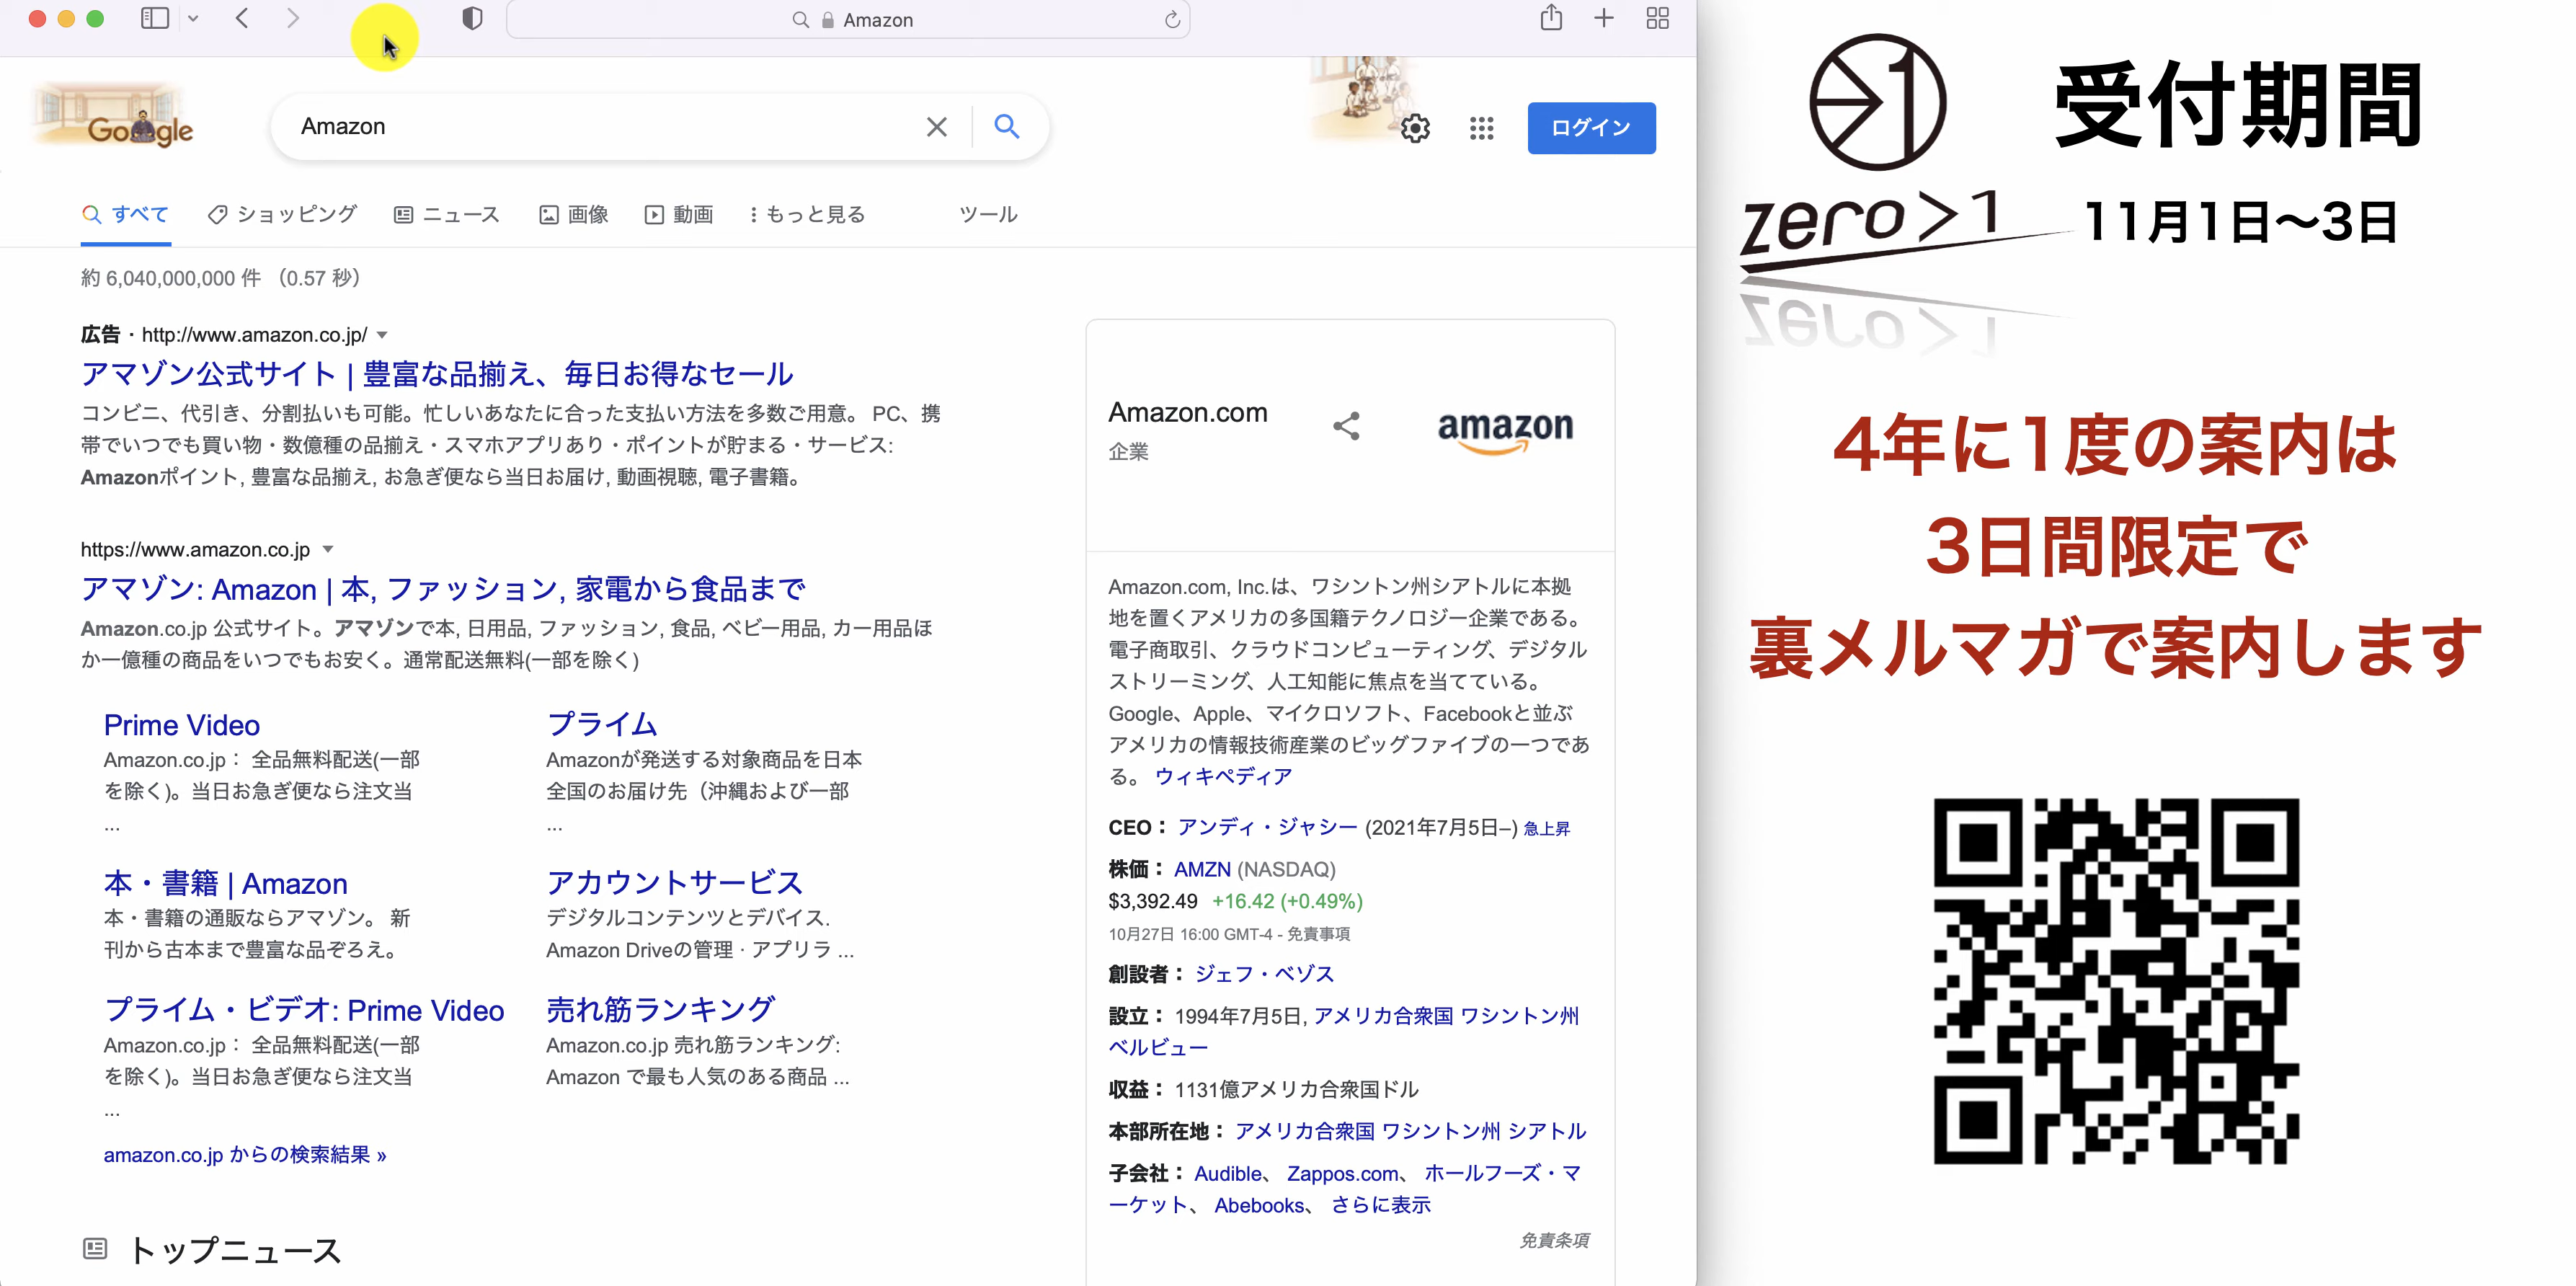 Amazon
Google
Amazon
ログイン
すべて
ショッピング
ニュース
画像
動画
もっと見る
ツール
約 6,040,000,000 件 （0.57 秒）
広告・http://www.amazon.co.jp/
アマゾン公式サイト | 豊富な品揃え、毎日お得なセール
コンビニ、代引き、分割払いも可能。忙しいあなたに合った支払い方法を多数ご用意。 PC、携
帯でいつでも買い物・数億種の品揃え・スマホアプリあり・ポイントが貯まる・サービス:
Amazonポイント, 豊富な品揃え, お急ぎ便なら当日お届け, 動画視聴, 電子書籍。
https://www.amazon.co.jp
アマゾン: Amazon | 本, ファッション, 家電から食品まで
Amazon.co.jp 公式サイト。アマゾンで本, 日用品, ファッション, 食品, ベビー用品, カー用品ほ
か一億種の商品をいつでもお安く。通常配送無料(一部を除く)
Prime Video
Amazon.co.jp： 全品無料配送(一部
を除く)。当日お急ぎ便なら注文当
...
プライム
Amazonが発送する対象商品を日本
全国のお届け先（沖縄および一部
...
本・書籍 | Amazon
本・書籍の通販ならアマゾン。 新
刊から古本まで豊富な品ぞろえ。
アカウントサービス
デジタルコンテンツとデバイス.
Amazon Driveの管理 · アプリラ ...
プライム・ビデオ: Prime Video
Amazon.co.jp： 全品無料配送(一部
を除く)。当日お急ぎ便なら注文当
...
売れ筋ランキング
Amazon.co.jp 売れ筋ランキング:
Amazon で最も人気のある商品 ...
amazon.co.jp からの検索結果 »
トップニュース
Amazon.com
企業
amazon
Amazon.com, Inc.は、ワシントン州シアトルに本拠
地を置くアメリカの多国籍テクノロジー企業である。
電子商取引、クラウドコンピューティング、デジタル
ストリーミング、人工知能に焦点を当てている。
Google、Apple、マイクロソフト、Facebookと並ぶ
アメリカの情報技術産業のビッグファイブの一つであ
る。 ウィキペディア
CEO： アンディ・ジャシー (2021年7月5日–) 急上昇
株価： AMZN (NASDAQ)
$3,392.49 +16.42 (+0.49%)
10月27日 16:00 GMT-4 - 免責事項
創設者： ジェフ・ベゾス
設立： 1994年7月5日, アメリカ合衆国 ワシントン州
ベルビュー
収益： 1131億アメリカ合衆国ドル
本部所在地： アメリカ合衆国 ワシントン州 シアトル
子会社： Audible、 Zappos.com、 ホールフーズ・マ
ーケット、 Abebooks、 さらに表示
免責条項
受付期間
zero>1
11月1日〜3日
4年に1度の案内は
3日間限定で
裏メルマガで案内します